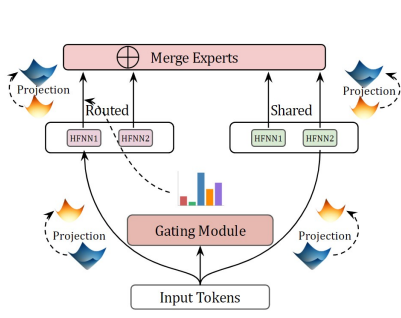 Merge Experts
Projection
Projection
Routed
Shared
HFNN1
HFNN2
HFNN1
HFNN2
Projection
Gating Module
Projection
Input Tokens